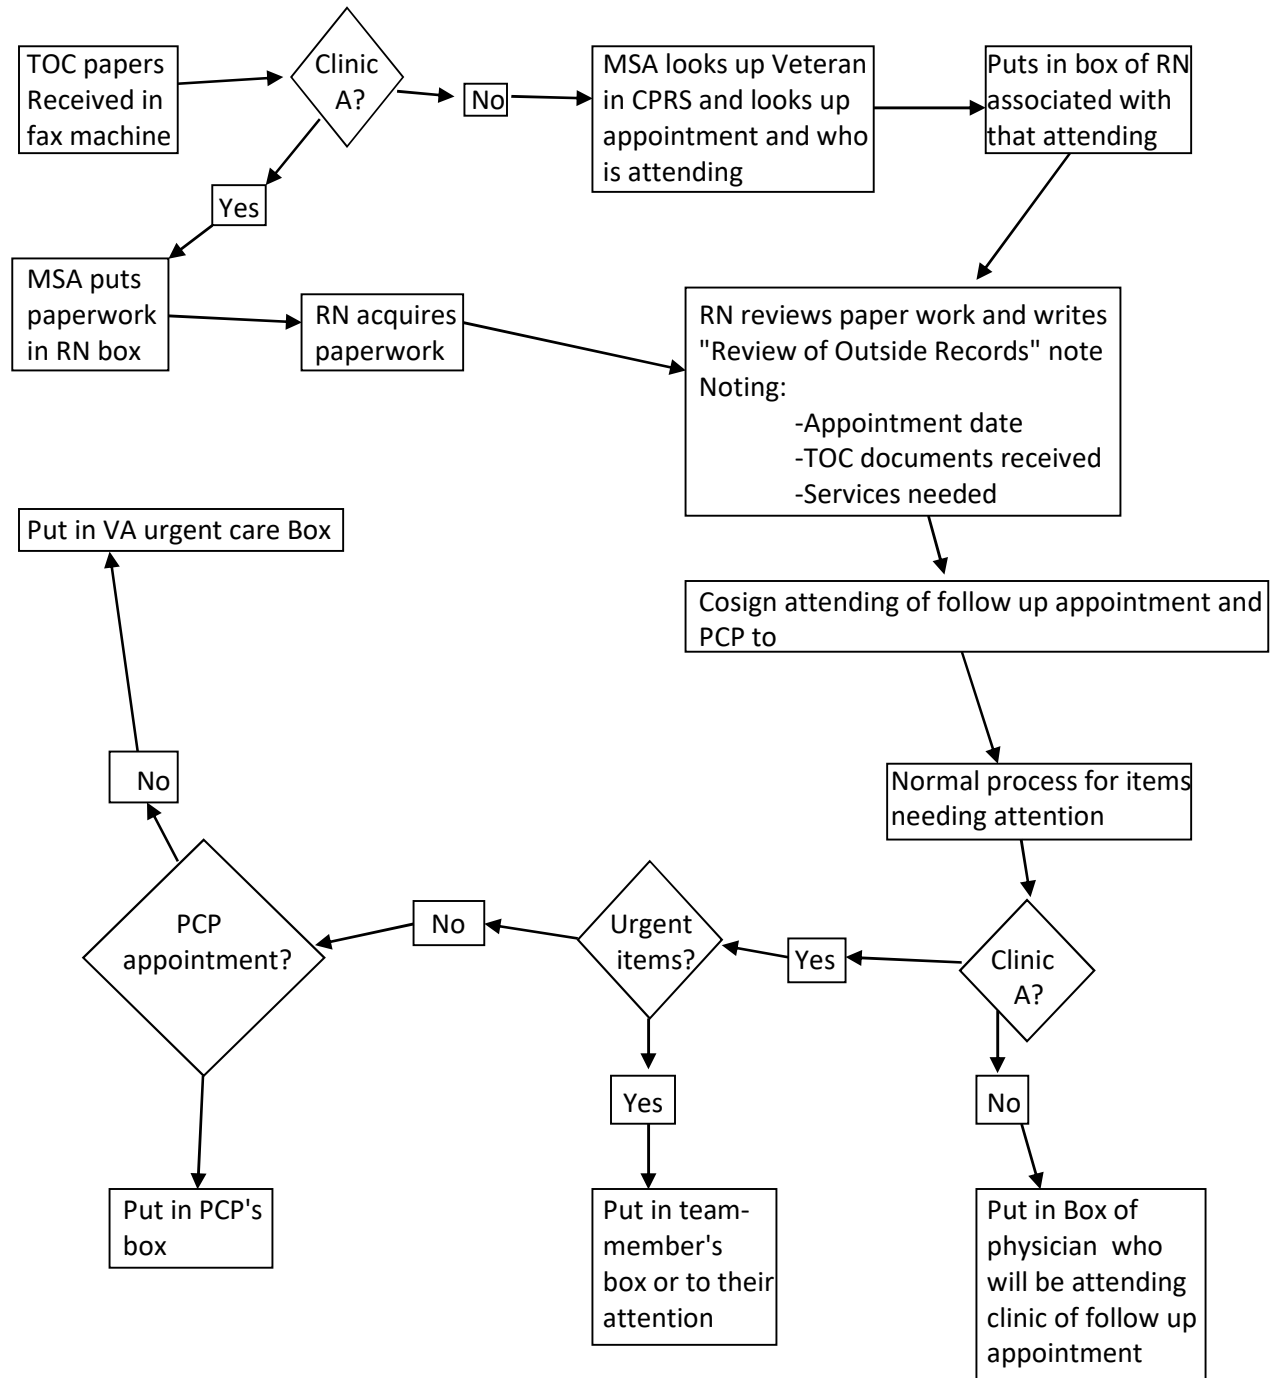 TOC papers
Received in
fax machine
Clinic
A?
No
MSA looks up Veteran
in CPRS and looks up
appointment and who
is attending
Puts in box of RN
associated with
that attending
Yes
MSA puts
paperwork
in RN box
RN acquires
paperwork
RN reviews paper work and writes
"Review of Outside Records" note
Noting:
-Appointment date
-TOC documents received
-Services needed
Cosign attending of follow up appointment and
PCP to
Normal process for items
needing attention
Clinic
A?
Yes
No
Put in Box of
physician who
will be attending
clinic of follow up
appointment
Urgent
items?
Yes
Put in team-
member's
box or to their
attention
No
PCP
appointment?
No
Put in VA urgent care Box
Put in PCP's
box